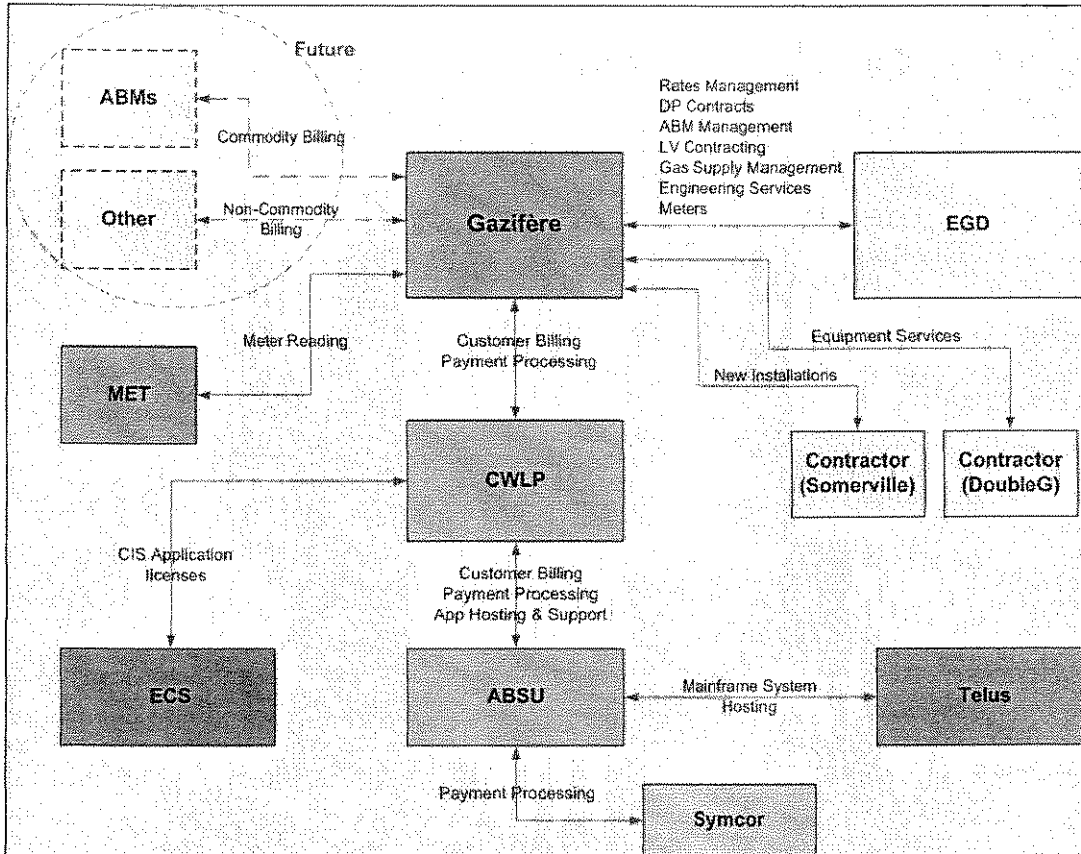 Future
ABMs
Commodity Billing
Other
Non-Commodity
Billing
Gazifère
Rates Management
DP Contracts
ABM Management
LV Contracting
Gas Supply Management
Engineering Services
Meters
EGD
Meter Reading
MET
Customer Billing
Payment Processing
Equipment Services
New Installations
CWLP
Contractor
(Somerville)
Contractor
(DoubleG)
CIS Application
licenses
Customer Billing
Payment Processing
App Hosting & Support
ECS
ABSU
Mainframe System
Hosting
Telus
Payment Processing
Symcor